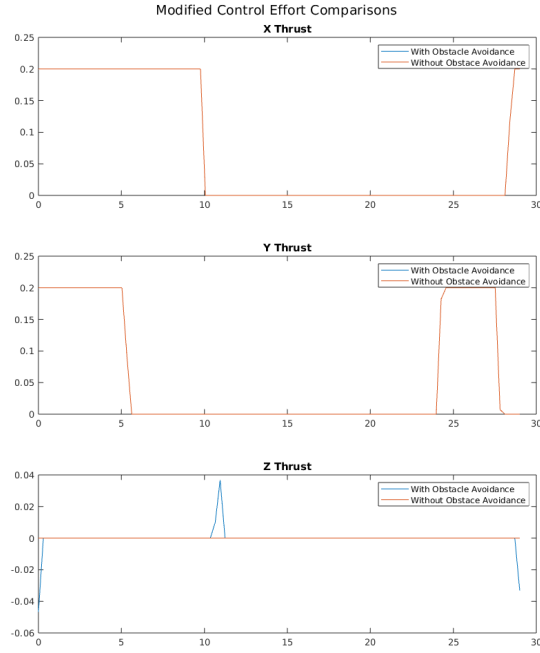 Modified Control Effort Comparisons
X Thrust
0.25
0.2
0.15
0.1
0.05
0
With Obstacle Avoidance
Without Obstace Avoidance
0 5 10 15 20 25 30
Y Thrust
0.25
0.2
0.15
0.1
0.05
0
With Obstacle Avoidance
Without Obstace Avoidance
0 5 10 15 20 25 30
Z Thrust
0.04
0.02
0
-0.02
-0.04
-0.06
With Obstacle Avoidance
Without Obstace Avoidance
0 5 10 15 20 25 30